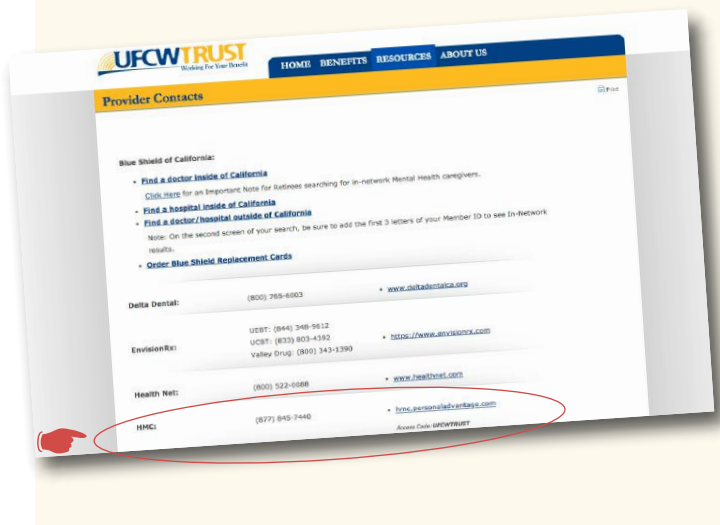 UFCWTRUST
Working For Your Benefit
HOME BENEFITS RESOURCES ABOUT US
Provider Contacts
Print
Blue Shield of California:
• Find a doctor inside of California
Click Here for an Important Note for Retirees searching for in-network Mental Health caregivers.
• Find a hospital inside of California
• Find a doctor/hospital outside of California
Note: On the second screen of your search, be sure to add the first 3 letters of your Member ID to see In-Network
results.
• Order Blue Shield Replacement Cards
Delta Dental: (800) 765-6003 • www.deltadentalca.org
EnvisionRx: UEBT: (844) 348-9612
UCBT: (833) 803-4392 • https://www.envisionrx.com
Valley Drug: (800) 343-1390
Health Net: (800) 522-0088 • www.healthnet.com
HMC: (877) 845-7440 • hmc.personaladvantage.com
Access Code: UFCWTRUST